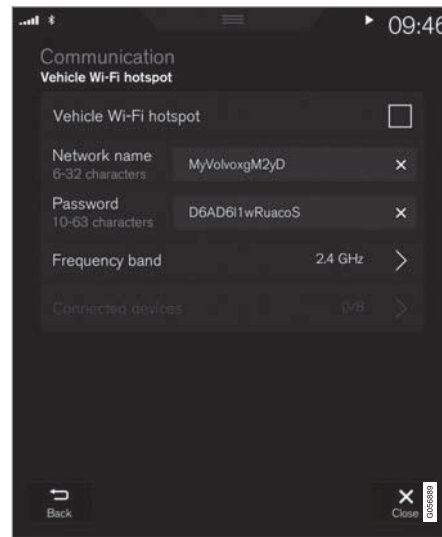 09:46
Communication
Vehicle Wi-Fi hotspot
Vehicle Wi-Fi hotspot
Network name
6-32 characters
MyVolvoxgM2yD
Password
10-63 characters
D6AD6l1wRuacoS
Frequency band
2.4 GHz
Connected devices
0/8
Back
Close
G056889